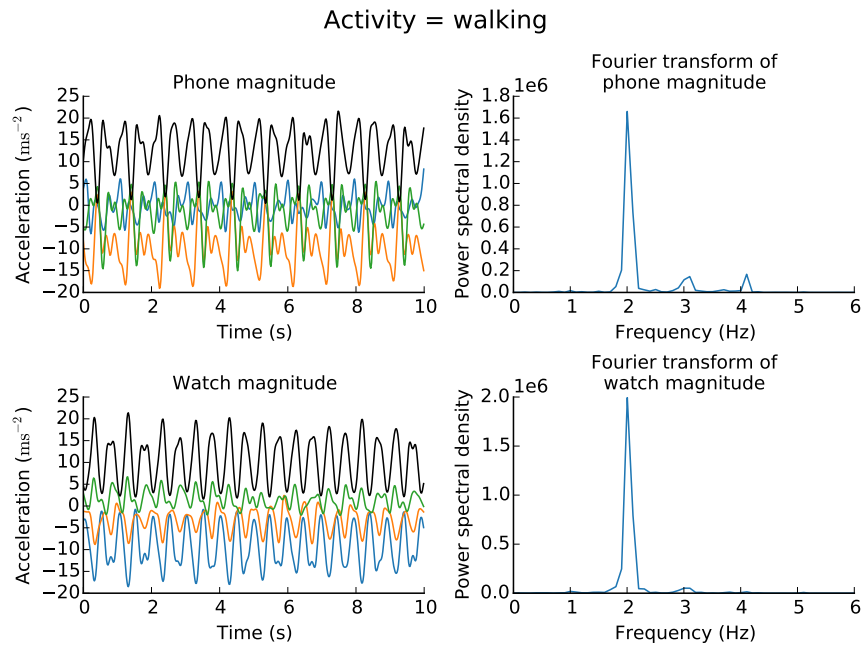 Activity = walking
Phone magnitude
Acceleration (ms⁻²)
25
20
15
10
5
0
−5
−10
−15
−20
0 2 4 6 8 10
Time (s)
Fourier transform of
phone magnitude
1e6
Power spectral density
1.8
1.6
1.4
1.2
1.0
0.8
0.6
0.4
0.2
0.0
0 1 2 3 4 5 6
Frequency (Hz)
Watch magnitude
Acceleration (ms⁻²)
25
20
15
10
5
0
−5
−10
−15
−20
0 2 4 6 8 10
Time (s)
Fourier transform of
watch magnitude
1e6
Power spectral density
2.0
1.5
1.0
0.5
0.0
0 1 2 3 4 5 6
Frequency (Hz)